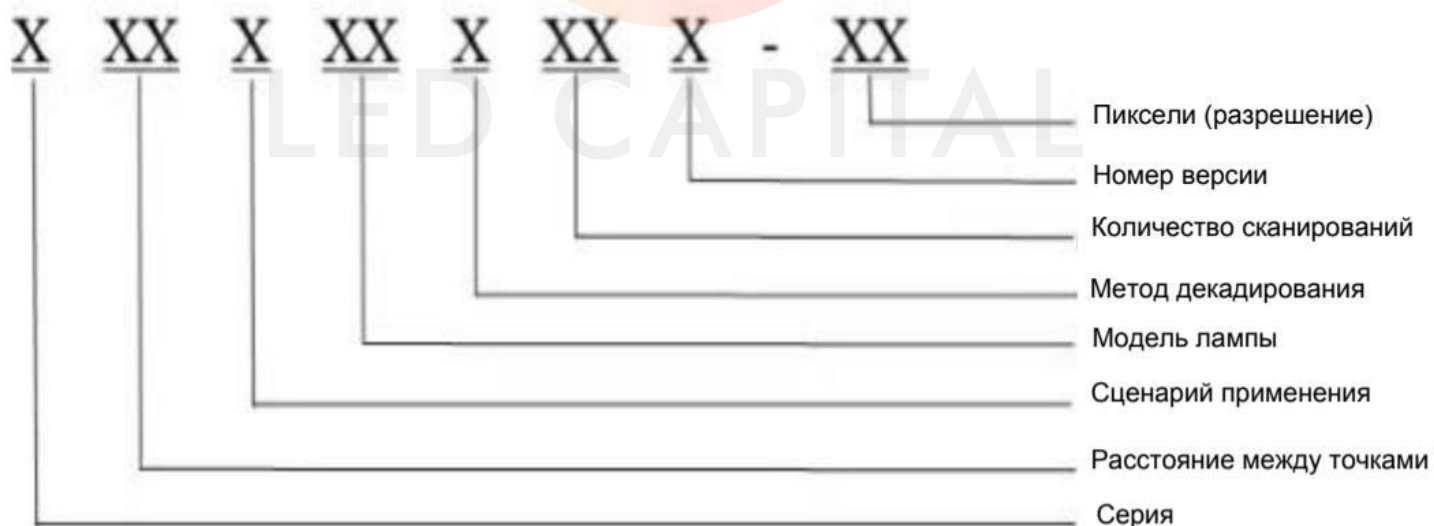 X XX X XX X XX X - XX
LED CAPITAL
Пиксели (разрешение)
Номер версии
Количество сканирований
Метод декадирования
Модель лампы
Сценарий применения
Расстояние между точками
Серия